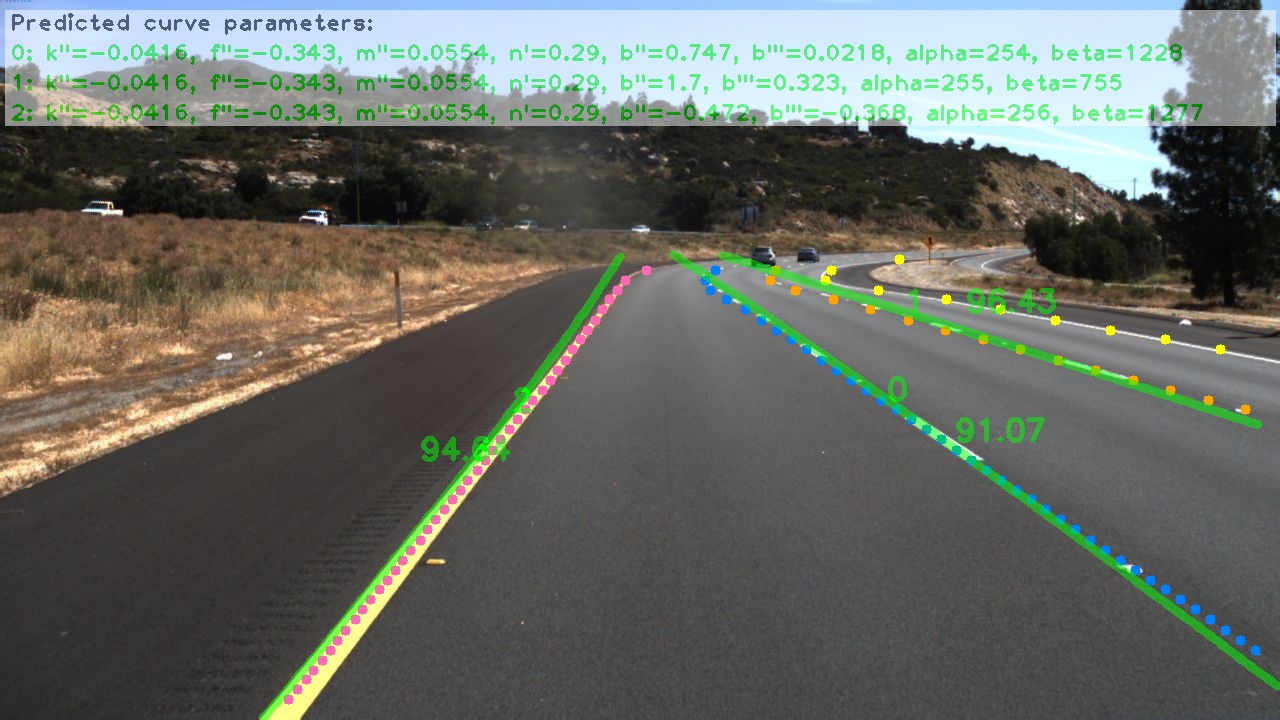 Predicted curve parameters:
0: k''=-0.0416, f''=-0.343, m''=0.0554, n'=0.29, b''=0.747, b'''=0.0218, alpha=254, beta=1228
1: k''=-0.0416, f''=-0.343, m''=0.0554, n'=0.29, b''=1.7, b'''=0.323, alpha=255, beta=755
2: k''=-0.0416, f''=-0.343, m''=0.0554, n'=0.29, b''=-0.472, b'''=-0.368, alpha=256, beta=1277
1 96.43
0
2
91.07
94.64